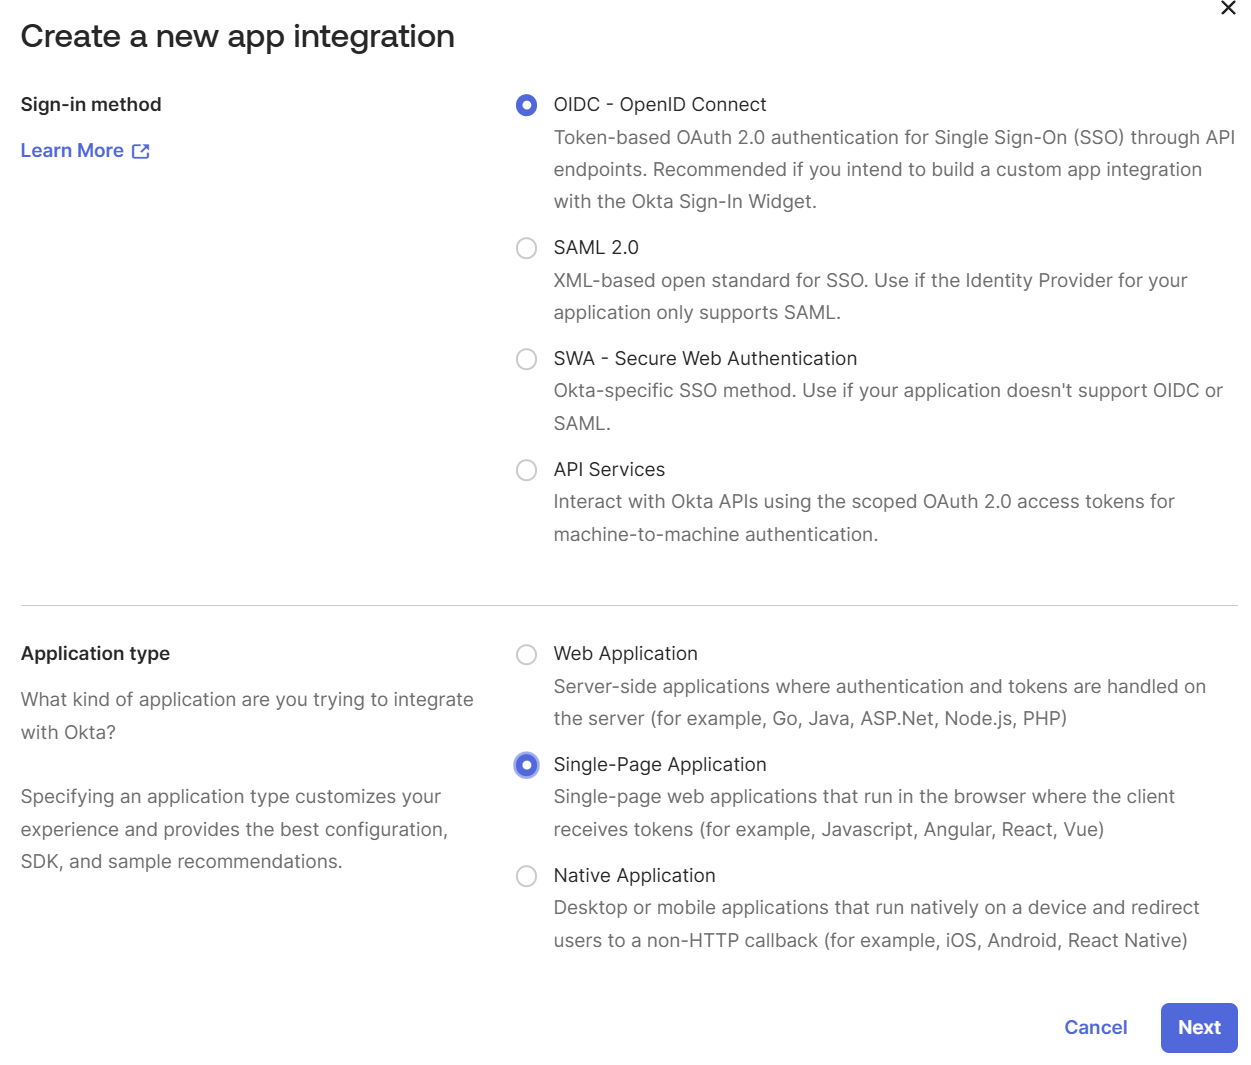 Create a new app integration
Sign-in method
Learn More
OIDC - OpenID Connect
Token-based OAuth 2.0 authentication for Single Sign-On (SSO) through API
endpoints. Recommended if you intend to build a custom app integration
with the Okta Sign-In Widget.
SAML 2.0
XML-based open standard for SSO. Use if the Identity Provider for your
application only supports SAML.
SWA - Secure Web Authentication
Okta-specific SSO method. Use if your application doesn't support OIDC or
SAML.
API Services
Interact with Okta APIs using the scoped OAuth 2.0 access tokens for
machine-to-machine authentication.
Application type
What kind of application are you trying to integrate
with Okta?
Specifying an application type customizes your
experience and provides the best configuration,
SDK, and sample recommendations.
Web Application
Server-side applications where authentication and tokens are handled on
the server (for example, Go, Java, ASP.Net, Node.js, PHP)
Single-Page Application
Single-page web applications that run in the browser where the client
receives tokens (for example, Javascript, Angular, React, Vue)
Native Application
Desktop or mobile applications that run natively on a device and redirect
users to a non-HTTP callback (for example, iOS, Android, React Native)
Cancel
Next